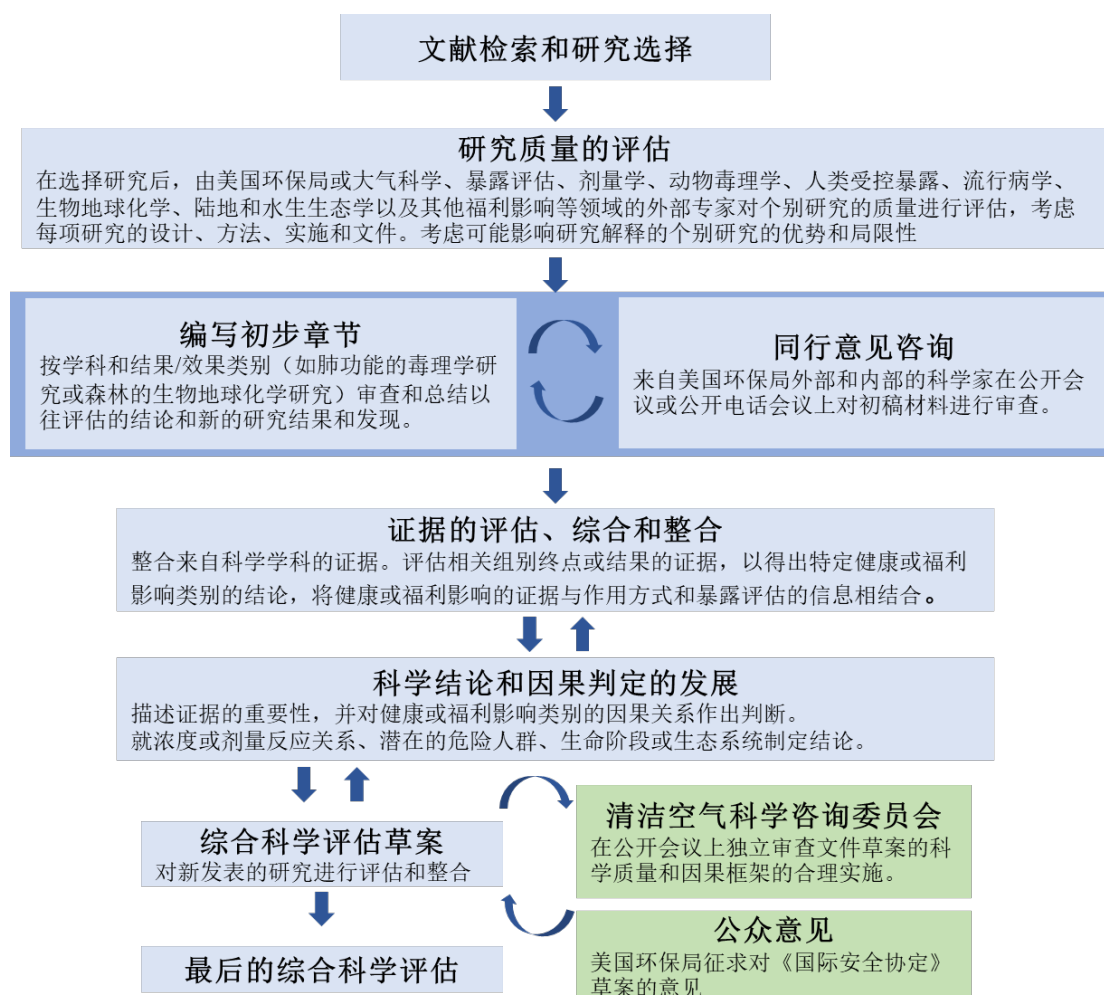 文献检索和研究选择
研究质量的评估
在选择研究后，由美国环保局或大气科学、暴露评估、剂量学、动物毒理学、人类受控暴露、流行病学、
生物地球化学、陆地和水生生态学以及其他福利影响等领域的外部专家对个别研究的质量进行评估，考虑
每项研究的设计、方法、实施和文件。考虑可能影响研究解释的个别研究的优势和局限性
编写初步章节
按学科和结果/效果类别（如肺功能的毒理学研
究或森林的生物地球化学研究）审查和总结以
往评估的结论和新的研究结果和发现。
同行意见咨询
来自美国环保局外部和内部的科学家在公开会
议或公开电话会议上对初稿材料进行审查。
证据的评估、综合和整合
整合来自科学学科的证据。评估相关组别终点或结果的证据，以得出特定健康或福利
影响类别的结论，将健康或福利影响的证据与作用方式和暴露评估的信息相结合。
科学结论和因果判定的发展
描述证据的重要性，并对健康或福利影响类别的因果关系作出判断。
就浓度或剂量反应关系、潜在的危险人群、生命阶段或生态系统制定结论。
综合科学评估草案
对新发表的研究进行评估和整合
清洁空气科学咨询委员会
在公开会议上独立审查文件草案的科
学质量和因果框架的合理实施。
最后的综合科学评估
公众意见
美国环保局征求对《国际安全协定》
草案的意见